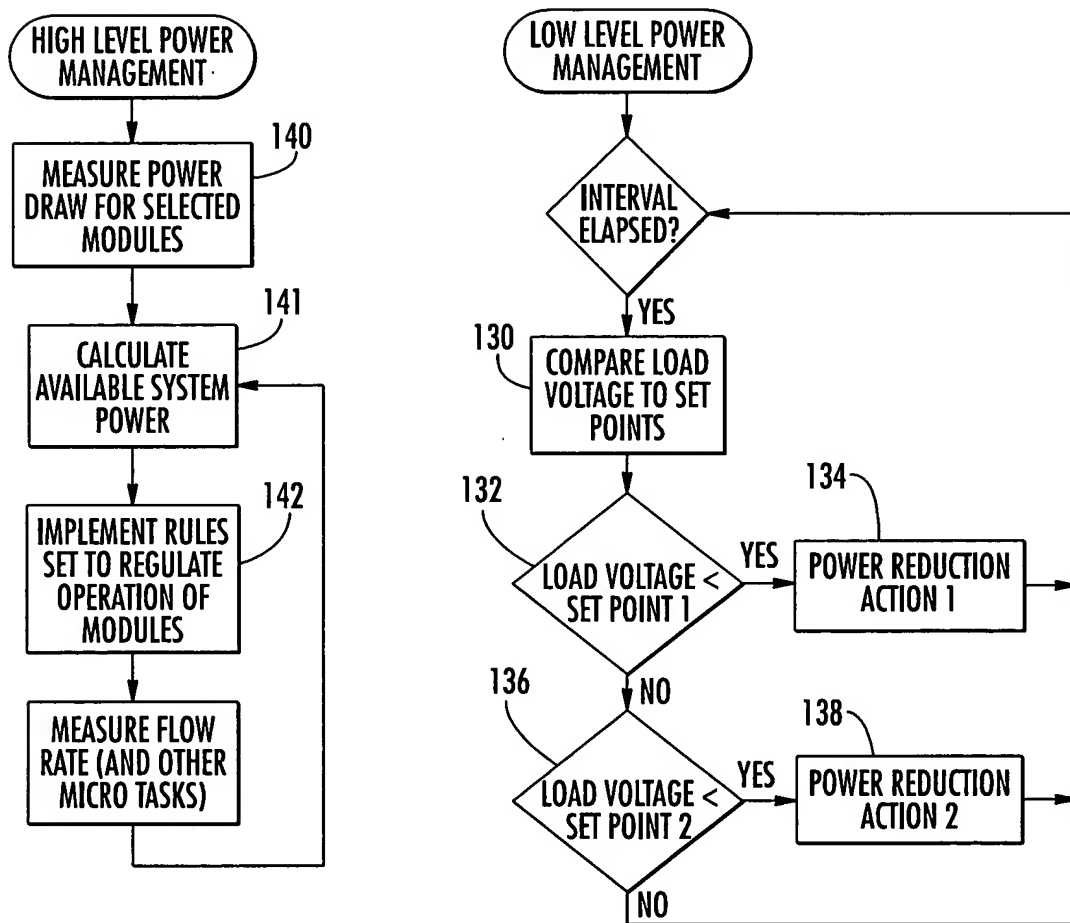 HIGH LEVEL POWER
MANAGEMENT
140
MEASURE POWER
DRAW FOR SELECTED
MODULES
141
CALCULATE
AVAILABLE SYSTEM
POWER
142
IMPLEMENT RULES
SET TO REGULATE
OPERATION OF
MODULES
MEASURE FLOW
RATE (AND OTHER
MICRO TASKS)
LOW LEVEL POWER
MANAGEMENT
INTERVAL
ELAPSED?
YES
130
COMPARE LOAD
VOLTAGE TO SET
POINTS
132
LOAD VOLTAGE <
SET POINT 1
YES
134
POWER REDUCTION
ACTION 1
NO
136
LOAD VOLTAGE <
SET POINT 2
YES
138
POWER REDUCTION
ACTION 2
NO